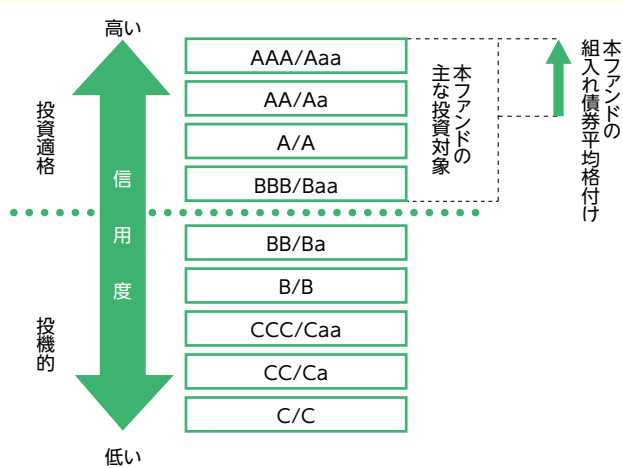 高い
投資適格
信用度
投機的
低い
AAA/Aaa
AA/Aa
A/A
BBB/Baa
BB/Ba
B/B
CCC/Caa
CC/Ca
C/C
本ファンドの
主な投資対象
本ファンドの
組入れ債券平均格付け